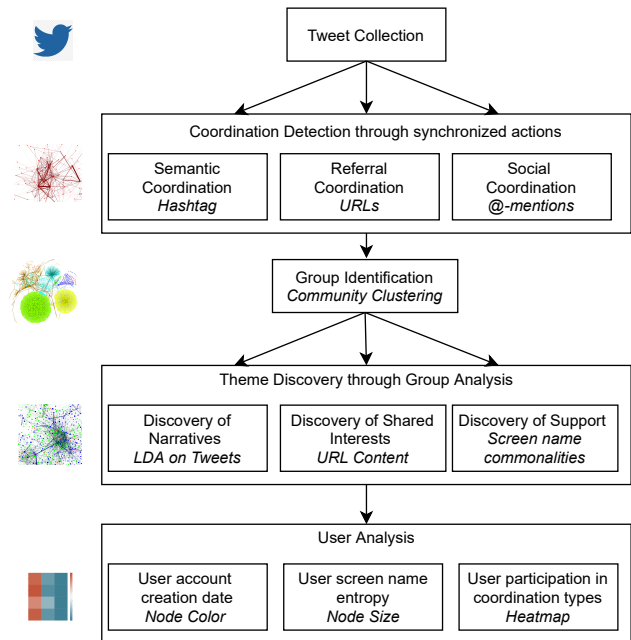 Tweet Collection
Coordination Detection through synchronized actions
Semantic
Coordination
Hashtag
Referral
Coordination
URLs
Social
Coordination
@-mentions
Group Identification
Community Clustering
Theme Discovery through Group Analysis
Discovery of
Narratives
LDA on Tweets
Discovery of Shared
Interests
URL Content
Discovery of Support
Screen name
commonalities
User Analysis
User account
creation date
Node Color
User screen name
entropy
Node Size
User participation in
coordination types
Heatmap